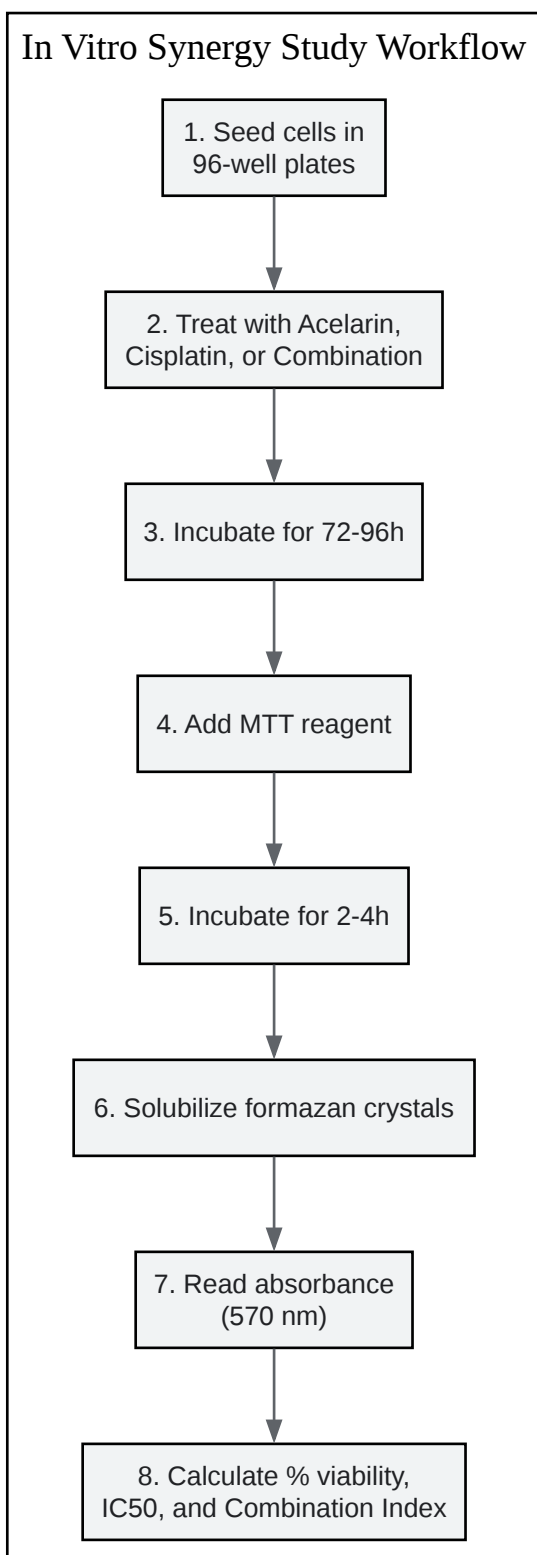 In Vitro Synergy Study Workflow
1. Seed cells in
96-well plates
2. Treat with Acelarin,
Cisplatin, or Combination
3. Incubate for 72-96h
4. Add MTT reagent
5. Incubate for 2-4h
6. Solubilize formazan crystals
7. Read absorbance
(570 nm)
8. Calculate % viability,
IC50, and Combination Index